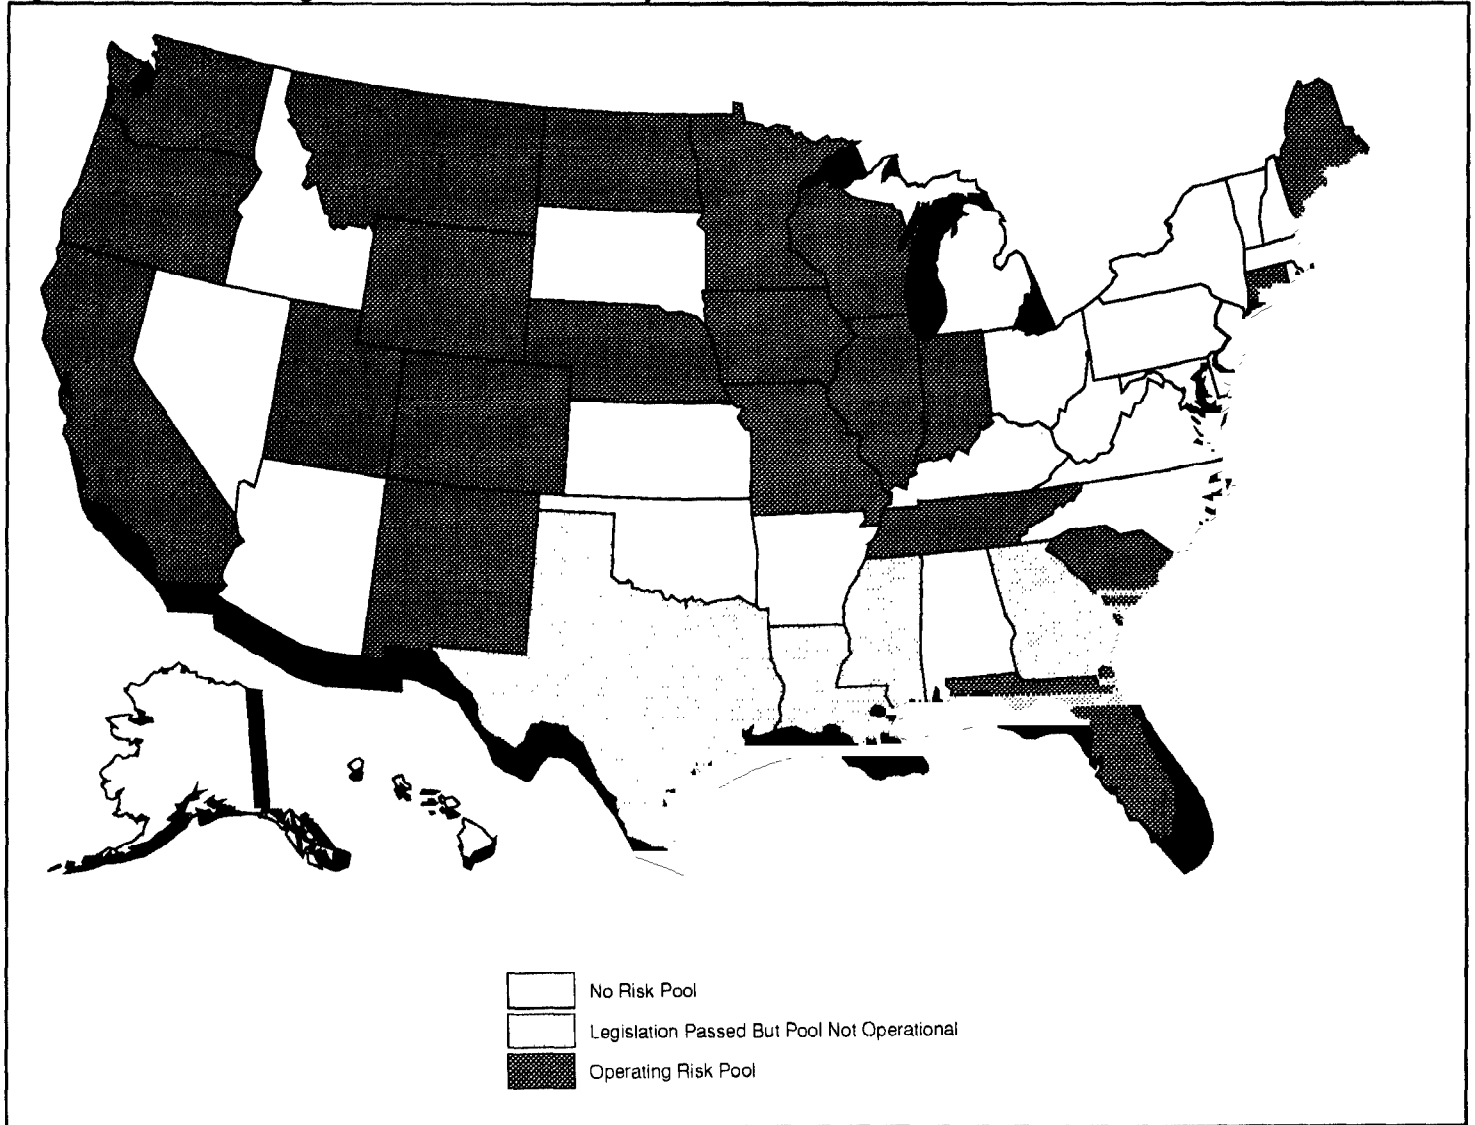 No Risk Pool
Legislation Passed But Pool Not Operational
Operating Risk Pool